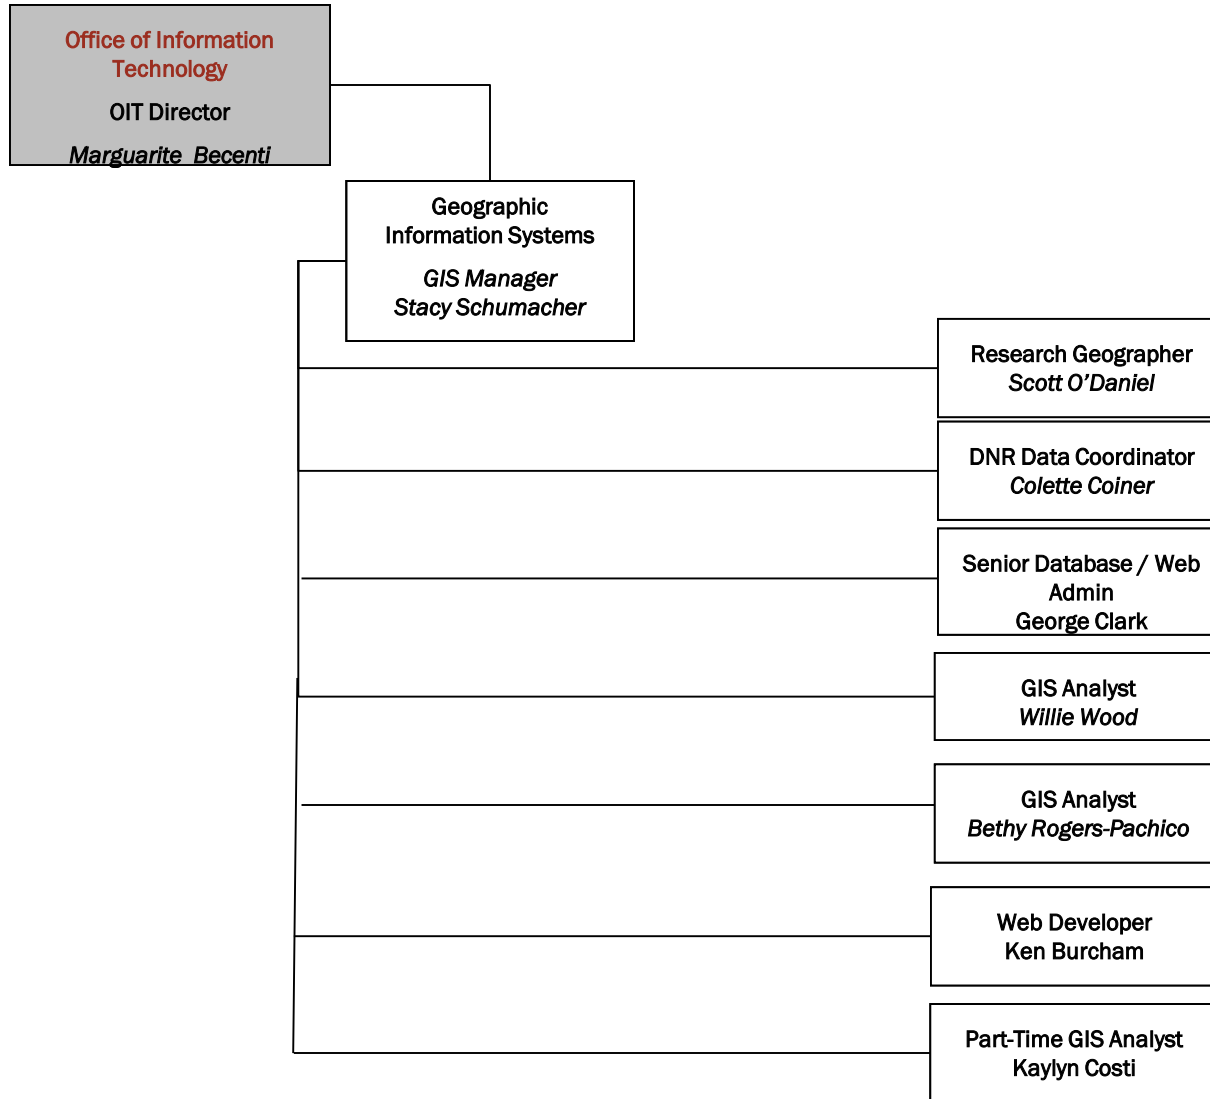 Office of Information
Technology
OIT Director
Marguarite Becenti
Geographic
Information Systems
GIS Manager
Stacy Schumacher
Research Geographer
Scott O’Daniel
DNR Data Coordinator
Colette Coiner
Senior Database / Web
Admin
George Clark
GIS Analyst
Willie Wood
GIS Analyst
Bethy Rogers-Pachico
Web Developer
Ken Burcham
Part-Time GIS Analyst
Kaylyn Costi